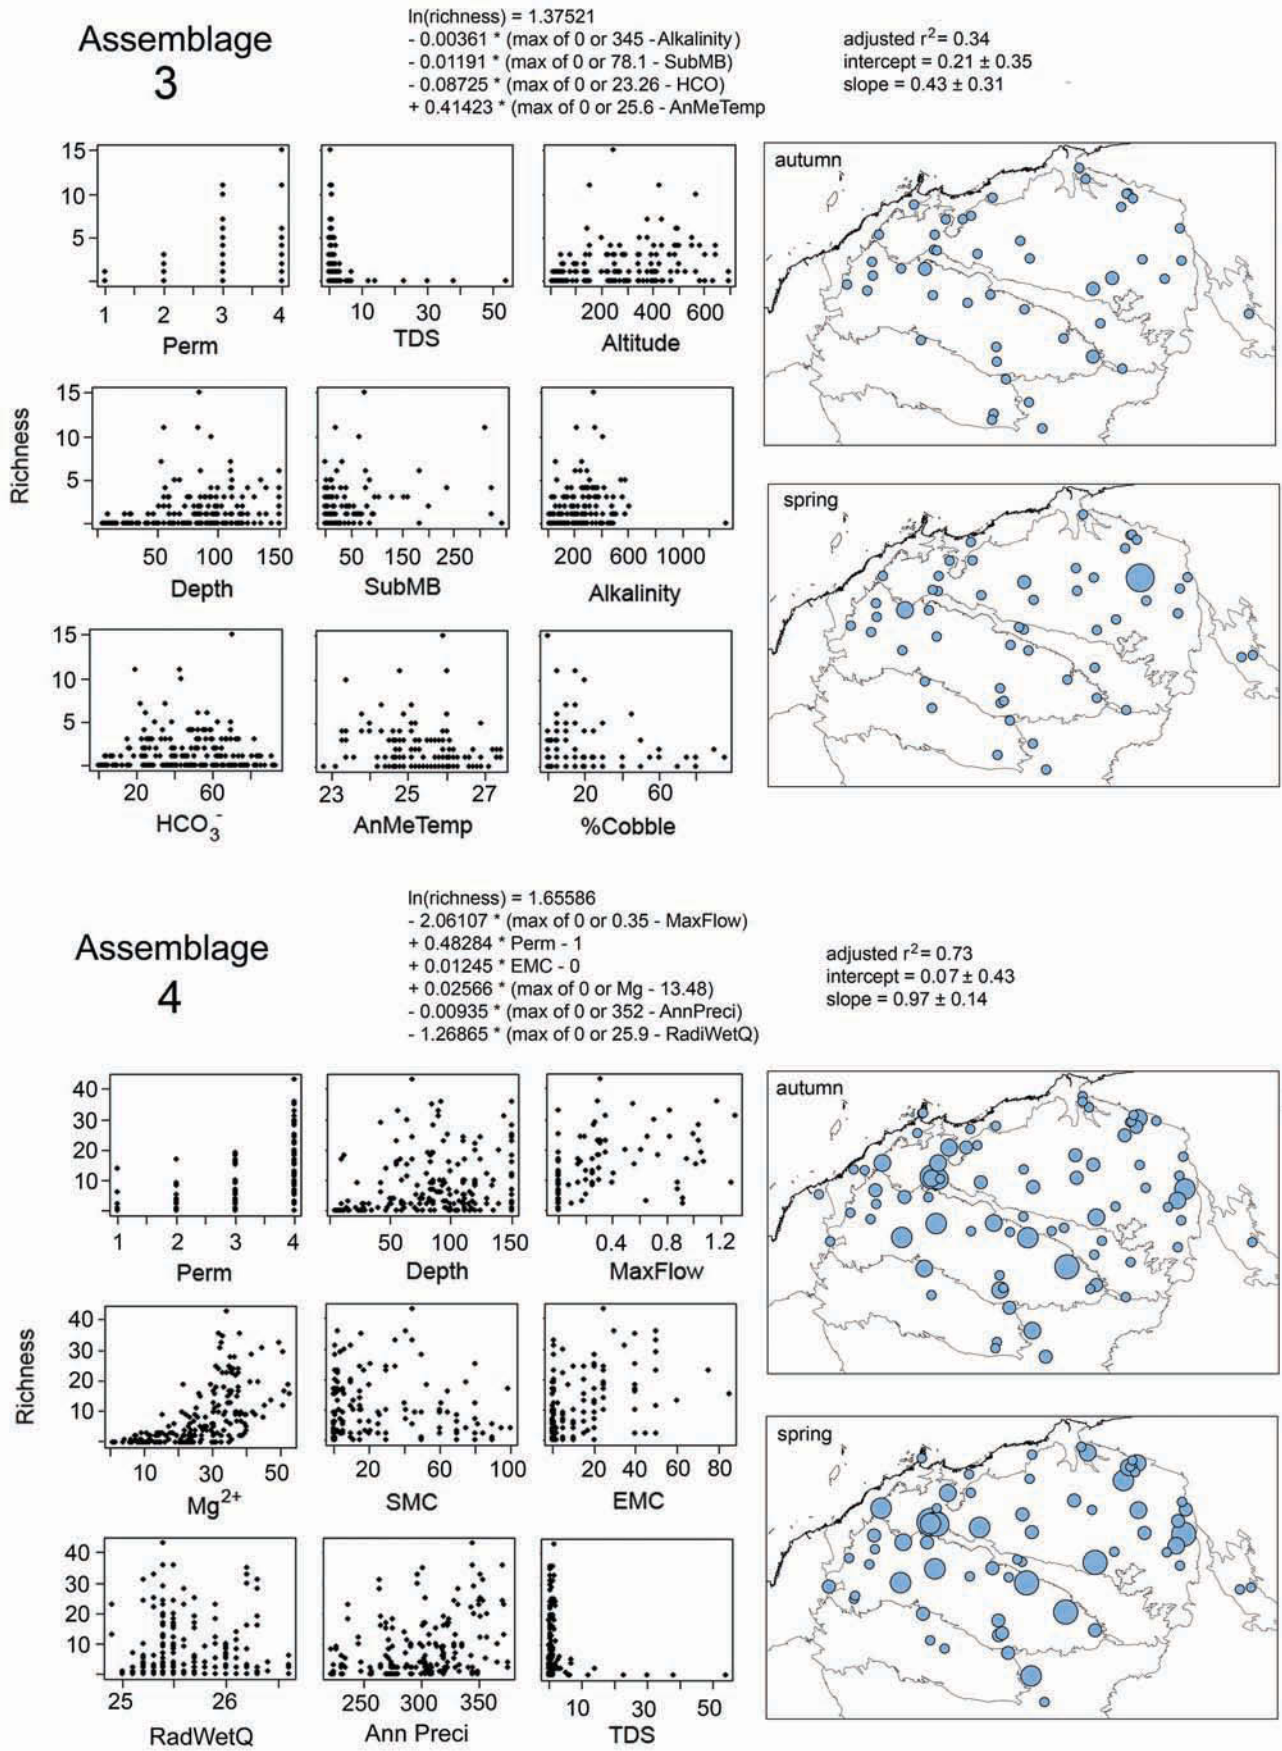 Assemblage
3
ln(richness) = 1.37521
- 0.00361 * (max of 0 or 345 - Alkalinity)
- 0.01191 * (max of 0 or 78.1 - SubMB)
- 0.08725 * (max of 0 or 23.26 - HCO)
+ 0.41423 * (max of 0 or 25.6 - AnMeTemp
adjusted r² = 0.34
intercept = 0.21 ± 0.35
slope = 0.43 ± 0.31
15
10
5
1 2 3 4
Perm
10 30 50
TDS
200 400 600
Altitude
autumn
Richness
15
10
5
50 100 150
Depth
50 150 250
SubMB
200 600 1000
Alkalinity
spring
15
10
5
20 60
HCO₃⁻
23 25 27
AnMeTemp
20 60
%Cobble
Assemblage
4
ln(richness) = 1.65586
- 2.06107 * (max of 0 or 0.35 - MaxFlow)
+ 0.48284 * Perm - 1
+ 0.01245 * EMC - 0
+ 0.02566 * (max of 0 or Mg - 13.48)
- 0.00935 * (max of 0 or 352 - AnnPreci)
- 1.26865 * (max of 0 or 25.9 - RadiWetQ)
adjusted r² = 0.73
intercept = 0.07 ± 0.43
slope = 0.97 ± 0.14
40
30
20
10
1 2 3 4
Perm
50 100 150
Depth
0.4 0.8 1.2
MaxFlow
autumn
Richness
40
30
20
10
10 30 50
Mg²⁺
20 60 100
SMC
20 40 60 80
EMC
spring
40
30
20
10
25 26
RadWetQ
250 300 350
Ann Preci
10 30 50
TDS